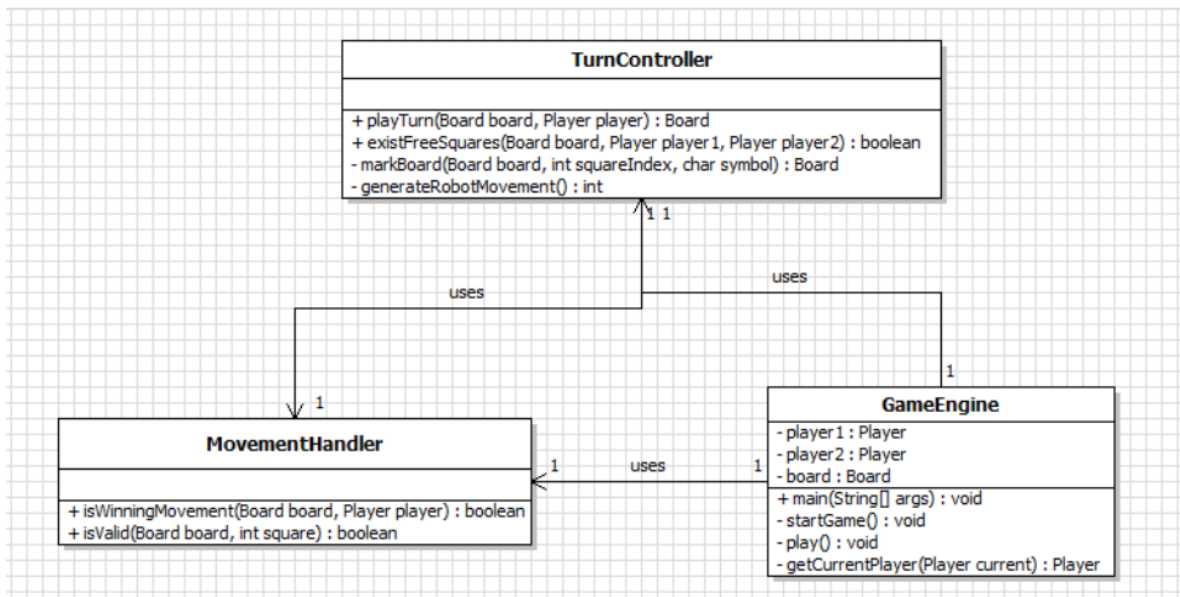 TurnController
+ playTurn(Board board, Player player) : Board
+ existFreeSquares(Board board, Player player1, Player player2) : boolean
- markBoard(Board board, int squareIndex, char symbol) : Board
- generateRobotMovement() : int
1 1
uses
uses
1
1
MovementHandler
+ isWinningMovement(Board board, Player player) : boolean
+ isValid(Board board, int square) : boolean
1 uses 1
GameEngine
- player1 : Player
- player2 : Player
- board : Board
+ main(String[] args) : void
- startGame() : void
- play() : void
- getCurrentPlayer(Player current) : Player